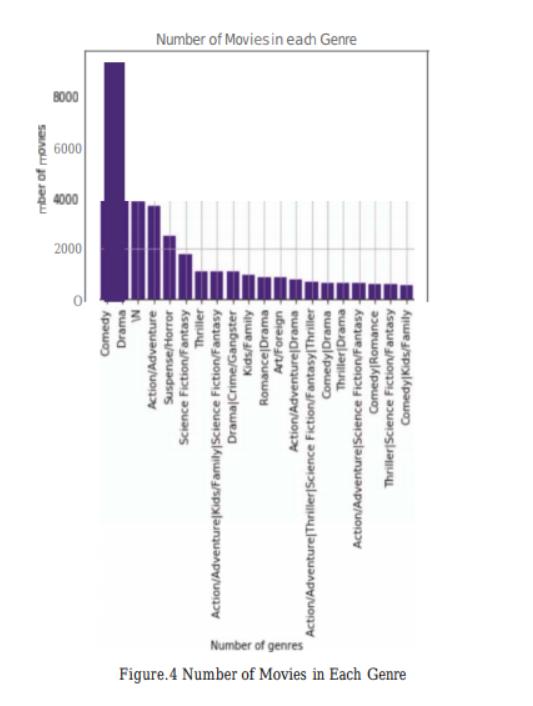 Number of Movies in each Genre
8000
6000
4000
2000
0
mber of movies
Comedy
Drama
\N
Action/Adventure
Suspense/Horror
Science Fiction/Fantasy
Thriller
Action/Adventure|Kids/Family|Science Fiction/Fantasy
Drama|Crime/Gangster
Kids/Family
Romance|Drama
Art/Foreign
Action/Adventure|Drama
Action/Adventure|Thriller|Science Fiction/Fantasy|Thriller
Comedy|Drama
Thriller|Drama
Action/Adventure|Science Fiction/Fantasy
Comedy|Romance
Thriller|Science Fiction/Fantasy
Comedy|Kids/Family
Number of genres
Figure.4 Number of Movies in Each Genre